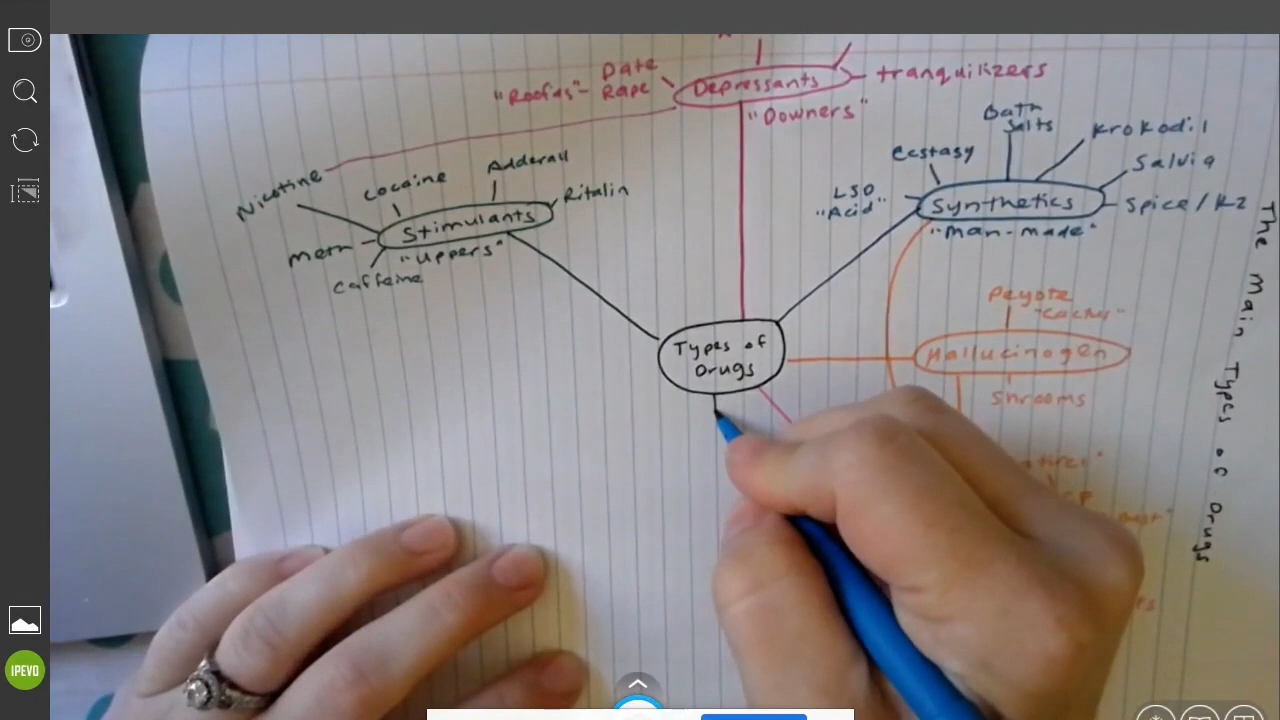 Date
Rape
"Roofas"-
Depressants
tranquilizers
"Downers"
Nicotine
Cocaine
Adderall
Ritalin
Stimulants
"Uppers"
Meth
Caffeine
Ecstasy
Bath
Salts
Krokodil
Salvia
Spice/K2
LSD
"Acid"
Synthetics
"Man-made"
Peyote
"Cactus"
Hallucinogen
Shrooms
Types of
Drugs
The Main Types of Drugs
IPEVO